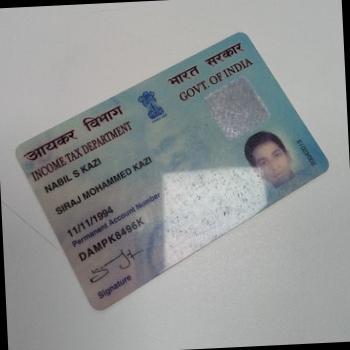 आयकर विभाग
INCOME TAX DEPARTMENT
भारत सरकार
GOVT. OF INDIA
NABIL S KAZI
SIRAJ MOHAMMED KAZI
11/11/1994
Permanent Account Number
DAMPK8496K
Signature